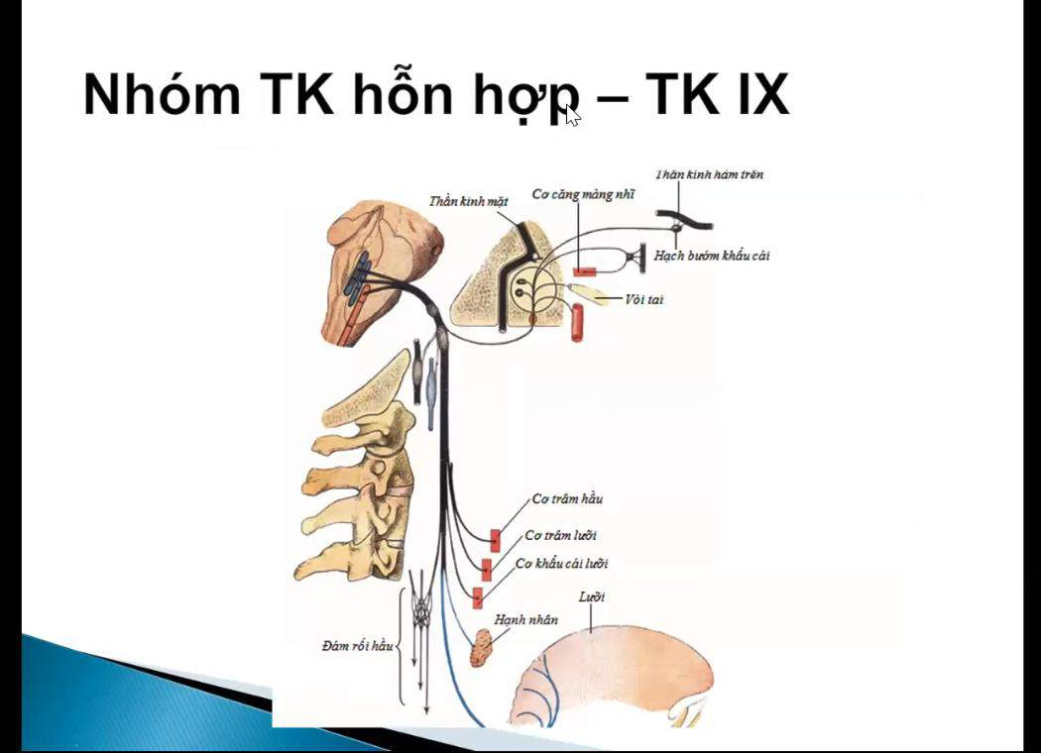 Nhóm TK hỗn hợp – TK IX
Thần kinh hàm trên
Cơ căng màng nhĩ
Thần kinh mặt
Hạch bướm khẩu cái
Vòi tai
Cơ trâm hầu
Cơ trâm lưỡi
Cơ khẩu cái lưỡi
Lưỡi
Hạnh nhân
Đám rối hầu